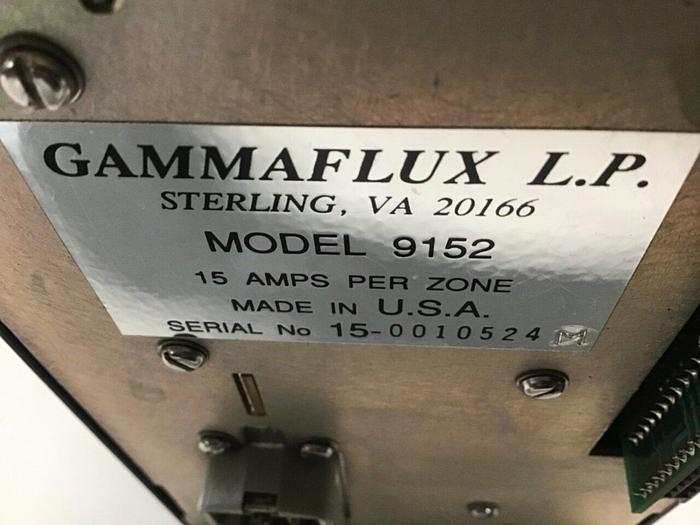 GAMMAFLUX L.P.
STERLING, VA 20166
MODEL 9152
15 AMPS PER ZONE
MADE IN U.S.A.
SERIAL No 15-0010524 M